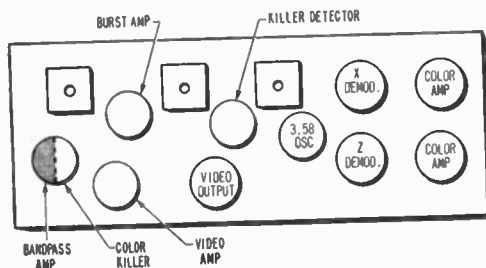 BURST AMP
KILLER DETECTOR
X
DEMOD.
COLOR
AMP
3.58
OSC
Z
DEMOD.
COLOR
AMP
VIDEO
OUTPUT
BANDPASS
AMP
COLOR
KILLER
VIDEO
AMP